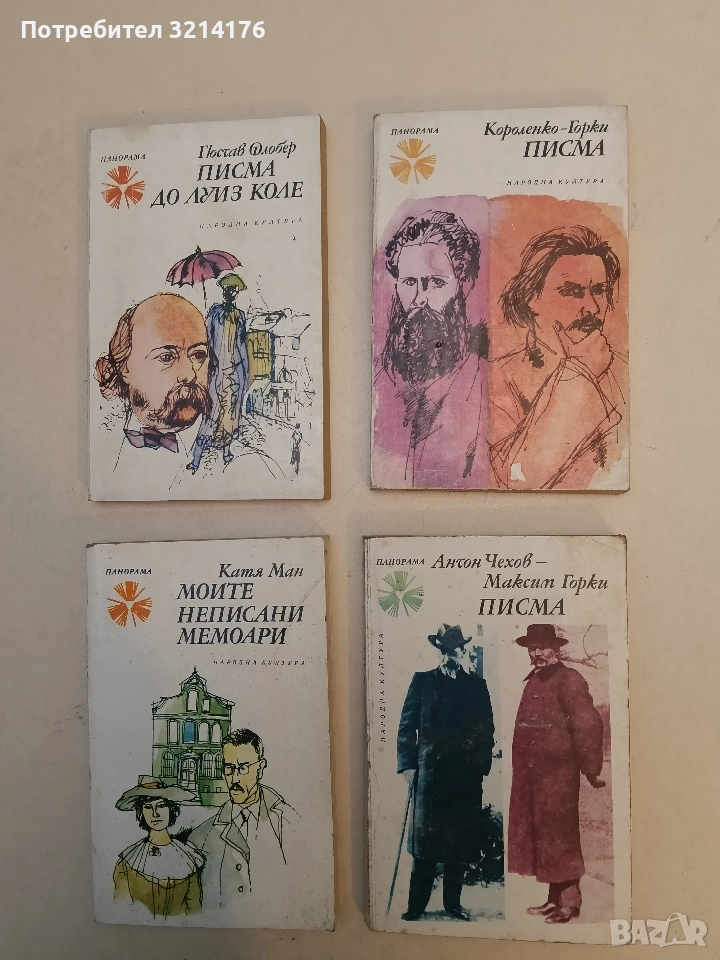 Потребител 3214176
ПАНОРАМА
Гюстав Флобер
ПИСМА
ДО ЛУИЗ КОЛЕ
НАРОДНА КУЛТУРА
ПАНОРАМА
Короленко-Горки
ПИСМА
НАРОДНА КУЛТУРА
ПАНОРАМА
Катя Ман
МОИТЕ
НЕПИСАНИ
МЕМОАРИ
НАРОДНА КУЛТУРА
ПАНОРАМА
Антон Чехов –
Максим Горки
ПИСМА
НАРОДНА КУЛТУРА
BAZAR